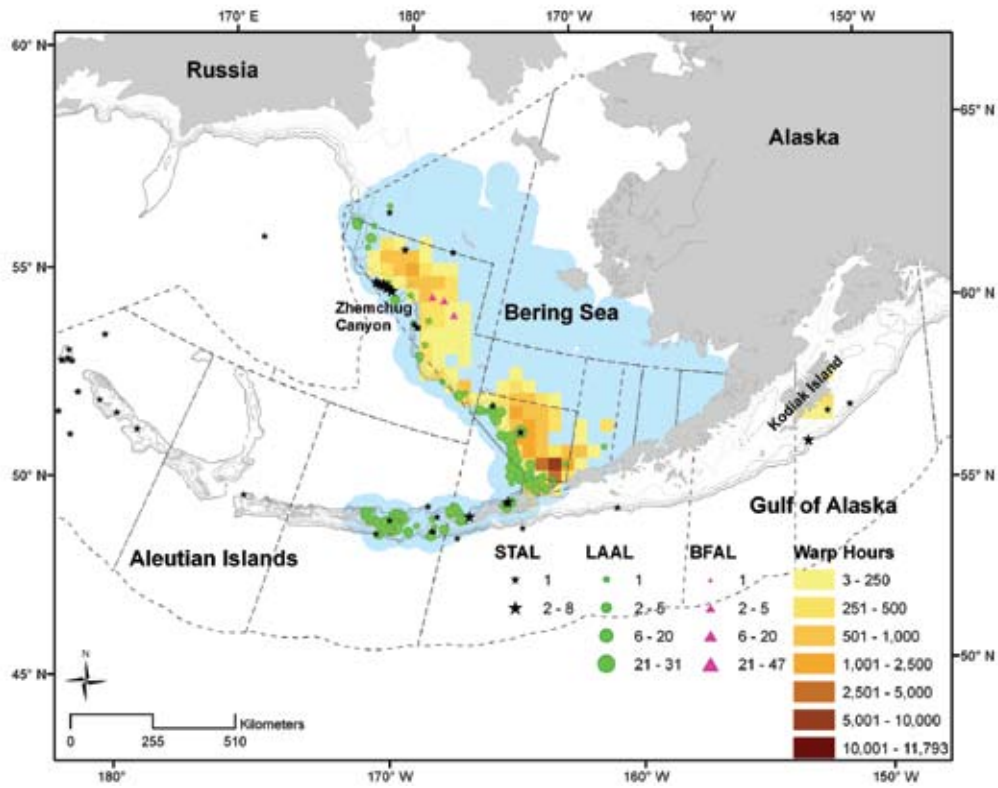 170° E 180° 170° W 160° W 150° W
60° N
Russia
65° N
Alaska
55° N
60° N
Zhemchug
Canyon
Bering Sea
Kodiak Island
50° N
55° N
Gulf of Alaska
Aleutian Islands
STAL LAAL BFAL Warp Hours
1 1 1 3 - 250
2 - 8 2 - 5 2 - 5 251 - 500
6 - 20 6 - 20 501 - 1,000
21 - 31 21 - 47 1,001 - 2,500
2,501 - 5,000
5,001 - 10,000
10,001 - 11,793
50° N
45° N
N
Kilometers
0 255 510
180° 170° W 160° W 150° W